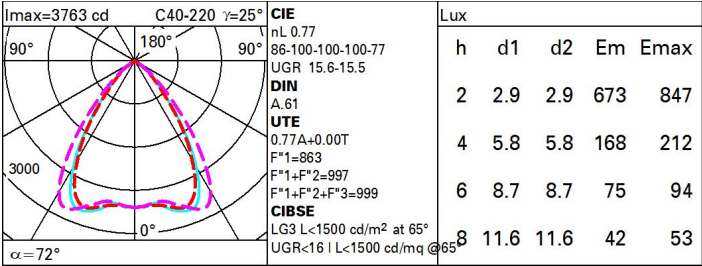 Imax=3763 cd C40-220 γ=25°
90° 180° 90°
3000
0°
α=72°
CIE
nL 0.77
86-100-100-100-77
UGR 15.6-15.5
DIN
A.61
UTE
0.77A+0.00T
F"1=863
F"1+F"2=997
F"1+F"2+F"3=999
CIBSE
LG3 L<1500 cd/m² at 65°
UGR<16 | L<1500 cd/mq @65°
Lux
h d1 d2 Em Emax
2 2.9 2.9 673 847
4 5.8 5.8 168 212
6 8.7 8.7 75 94
8 11.6 11.6 42 53